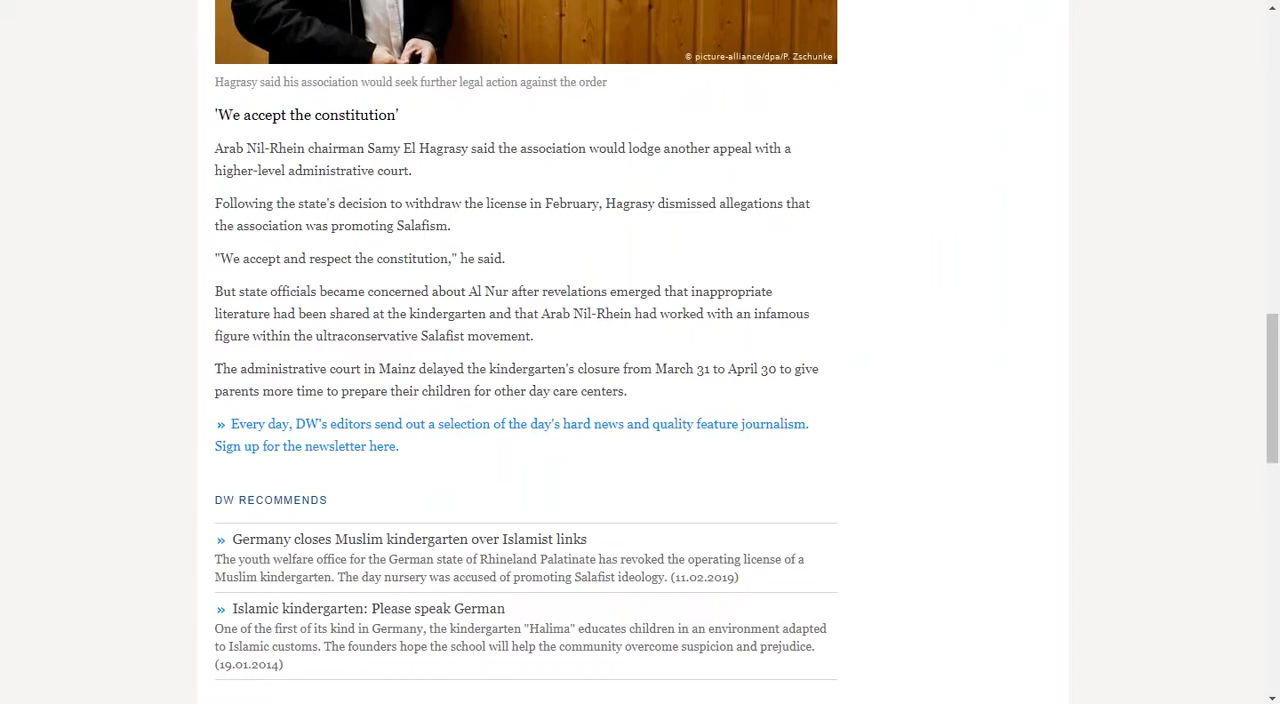 © picture-alliance/dpa/P. Zschunke
Hagrasy said his association would seek further legal action against the order
'We accept the constitution'
Arab Nil-Rhein chairman Samy El Hagrasy said the association would lodge another appeal with a
higher-level administrative court.
Following the state's decision to withdraw the license in February, Hagrasy dismissed allegations that
the association was promoting Salafism.
"We accept and respect the constitution," he said.
But state officials became concerned about Al Nur after revelations emerged that inappropriate
literature had been shared at the kindergarten and that Arab Nil-Rhein had worked with an infamous
figure within the ultraconservative Salafist movement.
The administrative court in Mainz delayed the kindergarten's closure from March 31 to April 30 to give
parents more time to prepare their children for other day care centers.
» Every day, DW's editors send out a selection of the day's hard news and quality feature journalism.
Sign up for the newsletter here.
DW RECOMMENDS
» Germany closes Muslim kindergarten over Islamist links
The youth welfare office for the German state of Rhineland Palatinate has revoked the operating license of a
Muslim kindergarten. The day nursery was accused of promoting Salafist ideology. (11.02.2019)
» Islamic kindergarten: Please speak German
One of the first of its kind in Germany, the kindergarten "Halima" educates children in an environment adapted
to Islamic customs. The founders hope the school will help the community overcome suspicion and prejudice.
(19.01.2014)